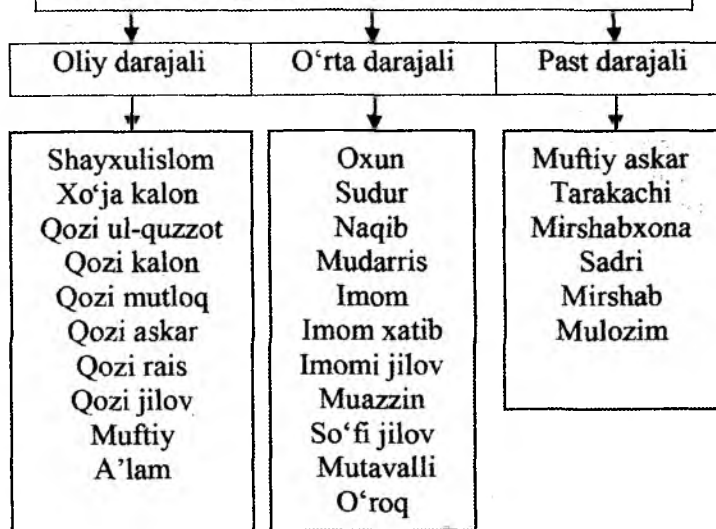 Oliy darajali
O‘rta darajali
Past darajali
Shayxulislom
Xo‘ja kalon
Qozi ul-quzzot
Qozi kalon
Qozi mutloq
Qozi askar
Qozi rais
Qozi jilov
Muftiy
A’lam
Oxun
Sudur
Naqib
Mudarris
Imom
Imom xatib
Imomi jilov
Muazzin
So‘fi jilov
Mutavalli
O‘roq
Muftiy askar
Tarakachi
Mirshabxona
Sadri
Mirshab
Mulozim